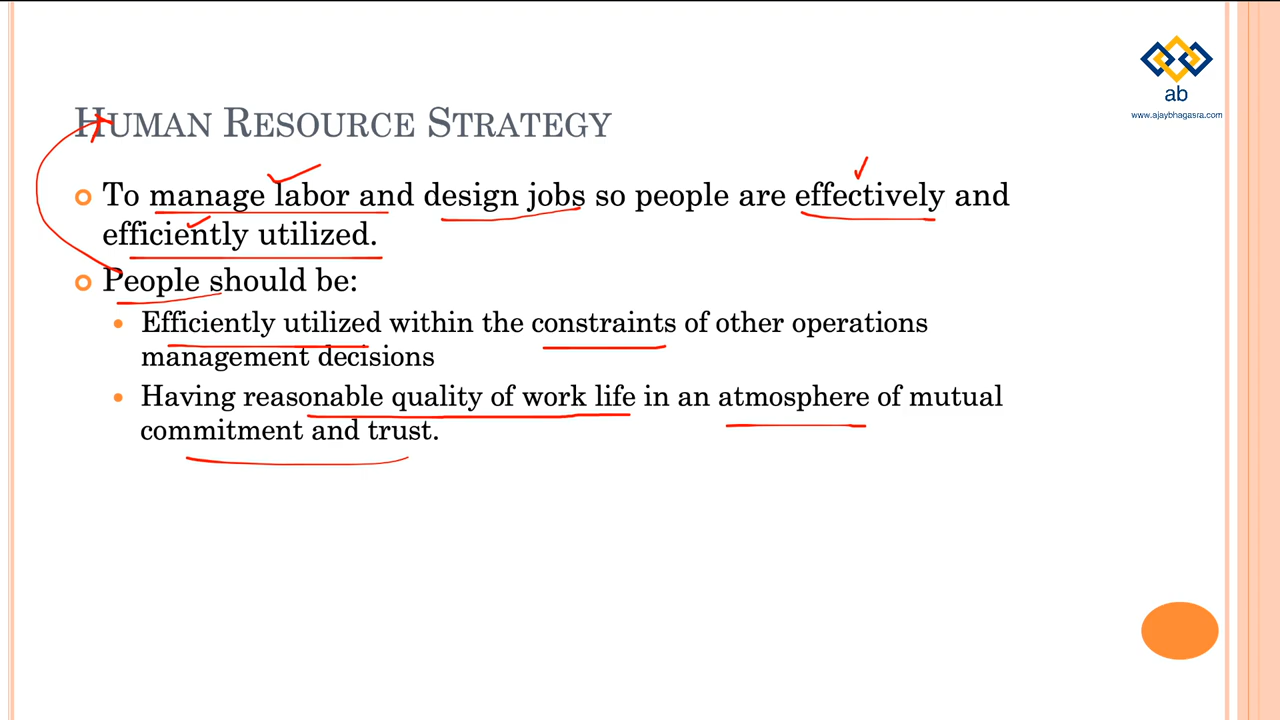 ab
www.ajaybhagasra.com
HUMAN RESOURCE STRATEGY
To manage labor and design jobs so people are effectively and
efficiently utilized.
People should be:
Efficiently utilized within the constraints of other operations
management decisions
Having reasonable quality of work life in an atmosphere of mutual
commitment and trust.